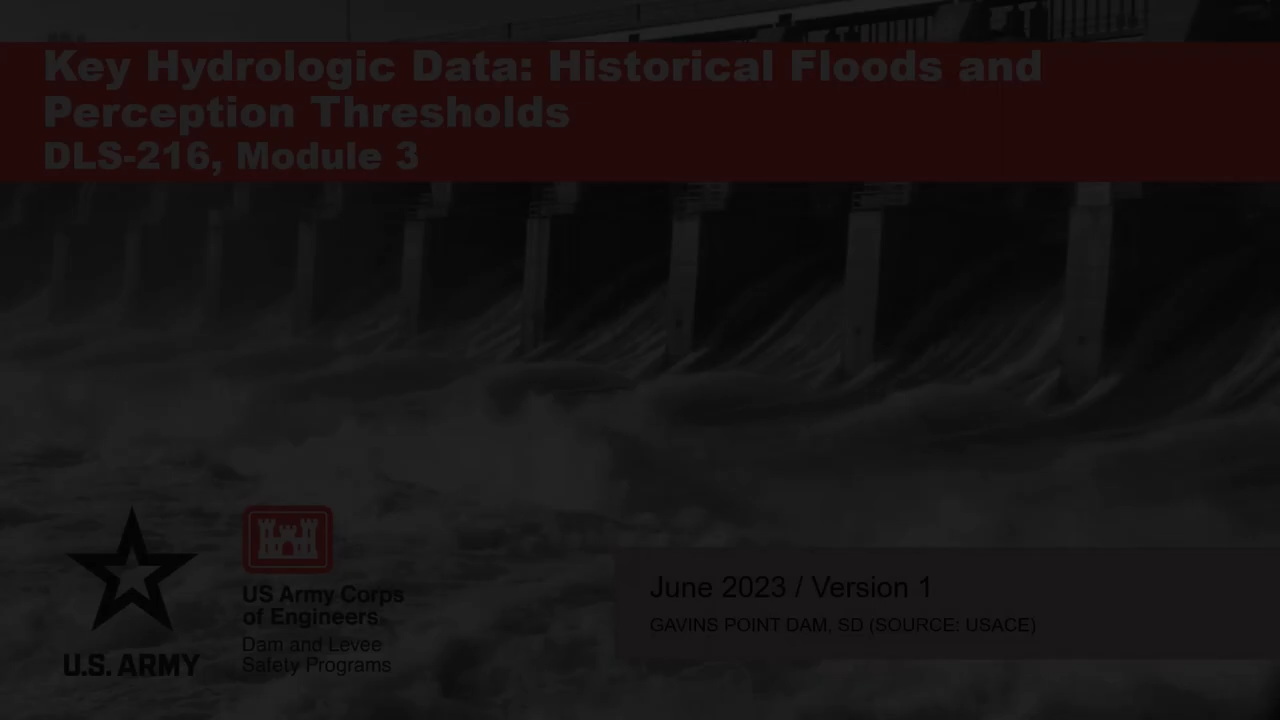 Key Hydrologic Data: Historical Floods and
Perception Thresholds
DLS-216, Module 3
June 2023 / Version 1
GAVINS POINT DAM, SD (SOURCE: USACE)
US Army Corps
of Engineers
Dam and Levee
Safety Programs
U.S. ARMY